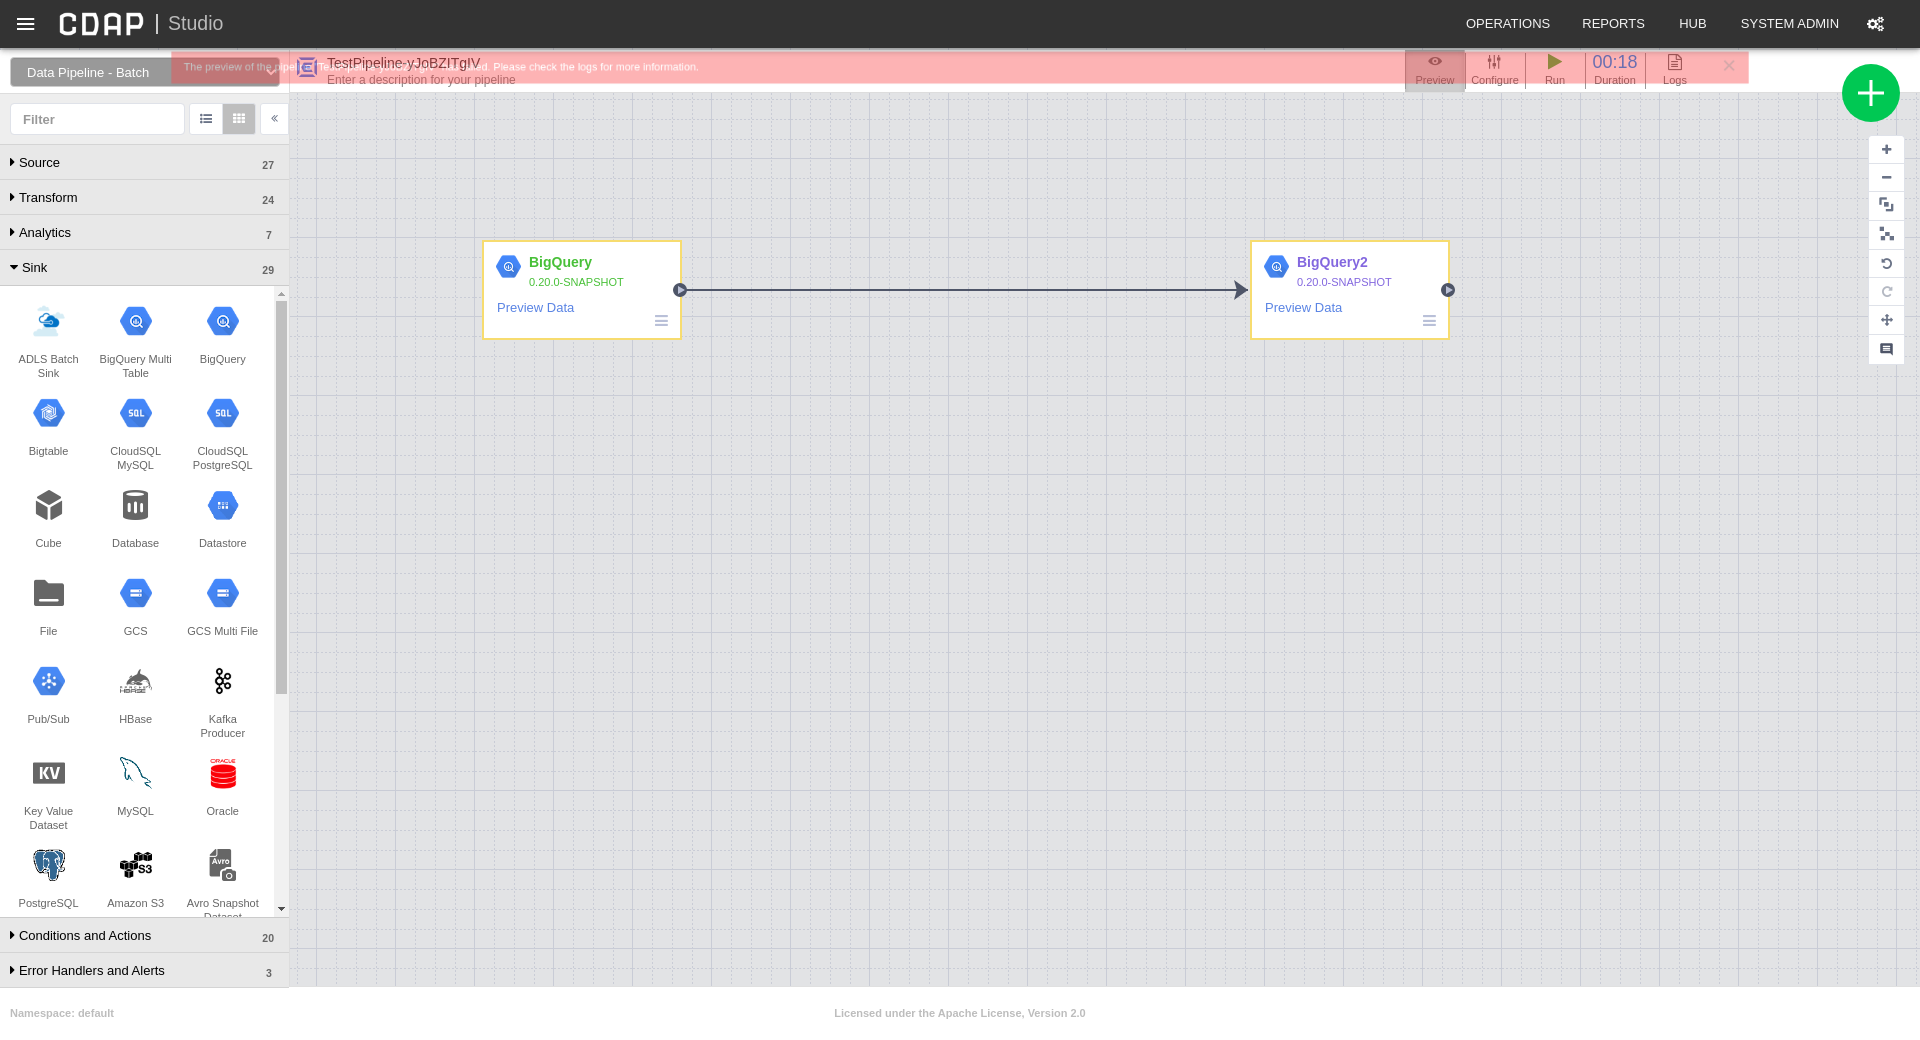 CDAP | Studio
OPERATIONS
REPORTS
HUB
SYSTEM ADMIN
Data Pipeline - Batch
TestPipeline-yJoBZITgIV
The preview of the pipeline
Please check the logs for more information.
Enter a description for your pipeline
Preview
Configure
Run
00:18
Duration
Logs
Filter
Source 27
Transform 24
Analytics 7
Sink 29
ADLS Batch
Sink
BigQuery Multi
Table
BigQuery
Bigtable
SQL
CloudSQL
MySQL
SQL
CloudSQL
PostgreSQL
Cube
Database
Datastore
File
GCS
GCS Multi File
Pub/Sub
HBASE
HBase
Kafka
Producer
KV
Key Value
Dataset
MySQL
ORACLE
Oracle
PostgreSQL
S3
Amazon S3
Avro
Avro Snapshot
Dataset
Conditions and Actions 20
Error Handlers and Alerts 3
BigQuery
0.20.0-SNAPSHOT
Preview Data
BigQuery2
0.20.0-SNAPSHOT
Preview Data
Namespace: default
Licensed under the Apache License, Version 2.0